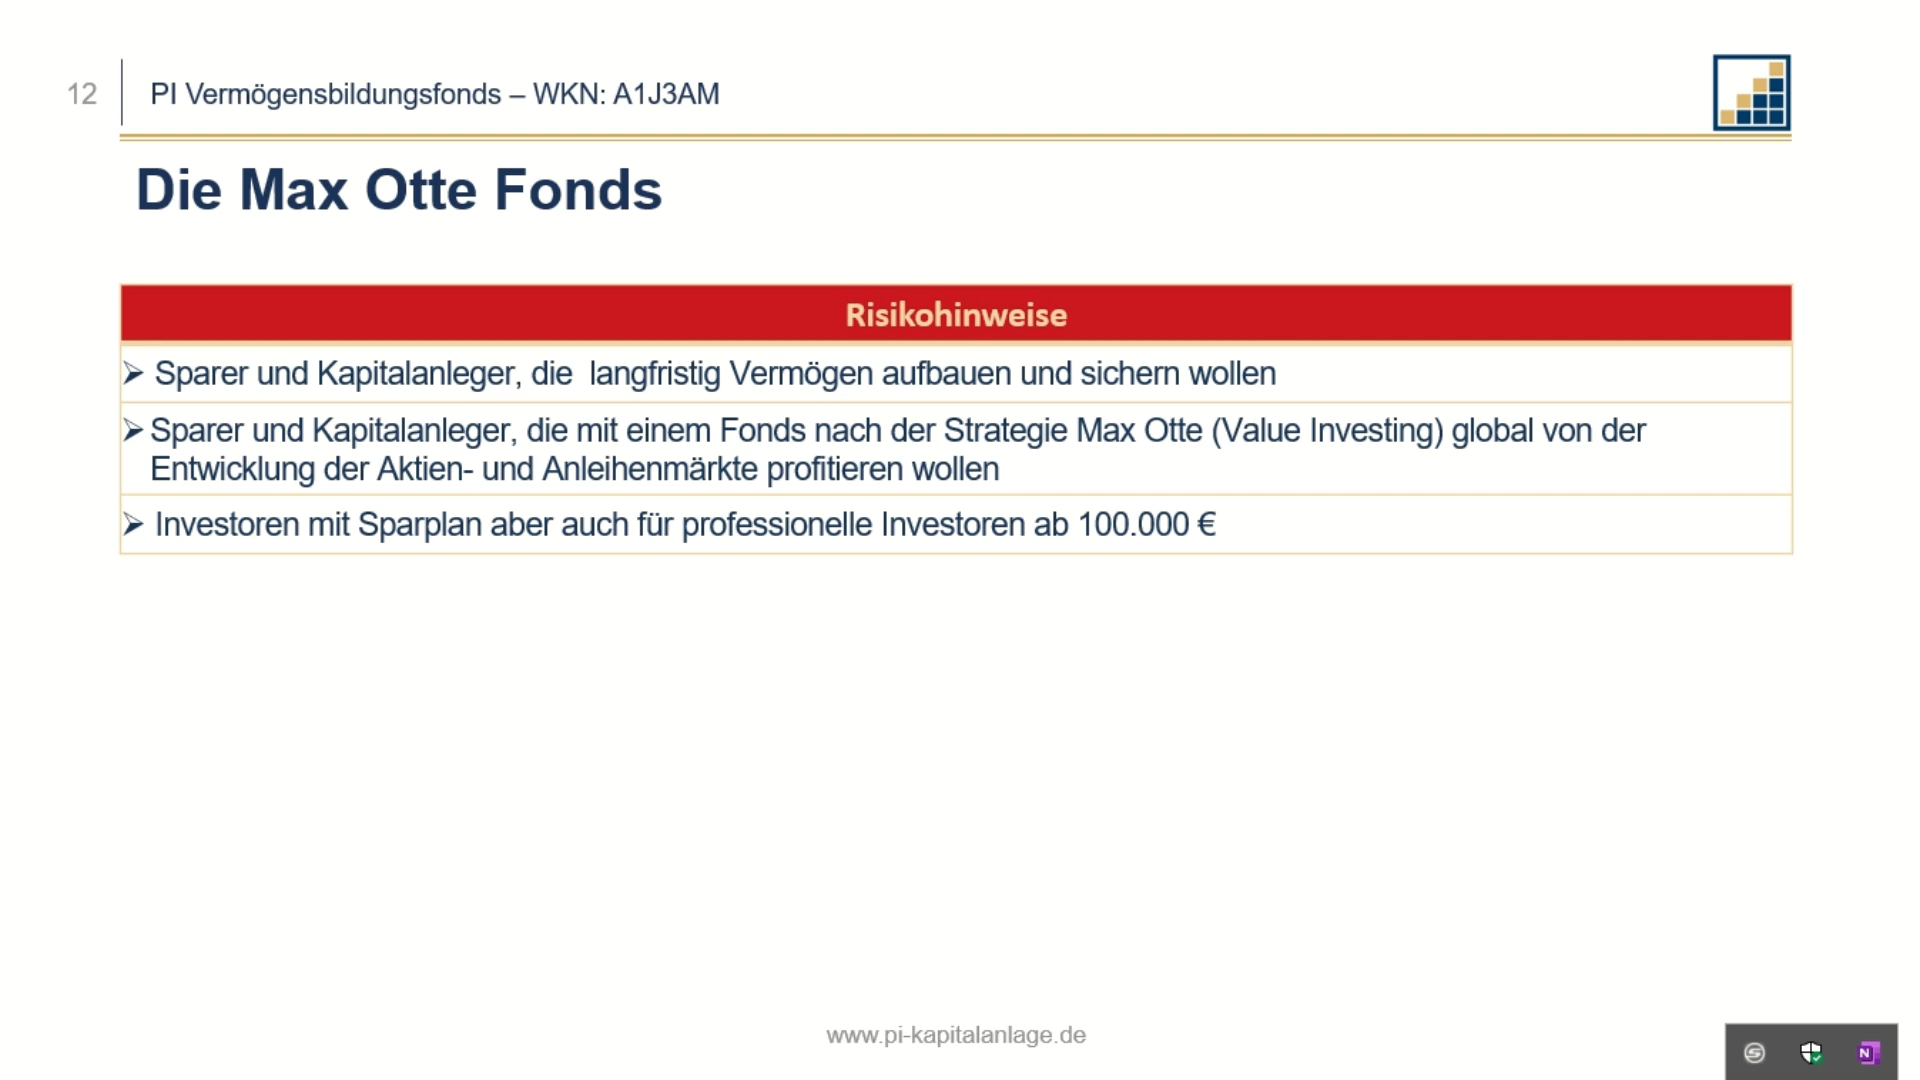 12
PI Vermögensbildungsfonds – WKN: A1J3AM
Die Max Otte Fonds
Risikohinweise
➢ Sparer und Kapitalanleger, die  langfristig Vermögen aufbauen und sichern wollen
➢ Sparer und Kapitalanleger, die mit einem Fonds nach der Strategie Max Otte (Value Investing) global von der
Entwicklung der Aktien- und Anleihenmärkte profitieren wollen
➢ Investoren mit Sparplan aber auch für professionelle Investoren ab 100.000 €
www.pi-kapitalanlage.de
S
N